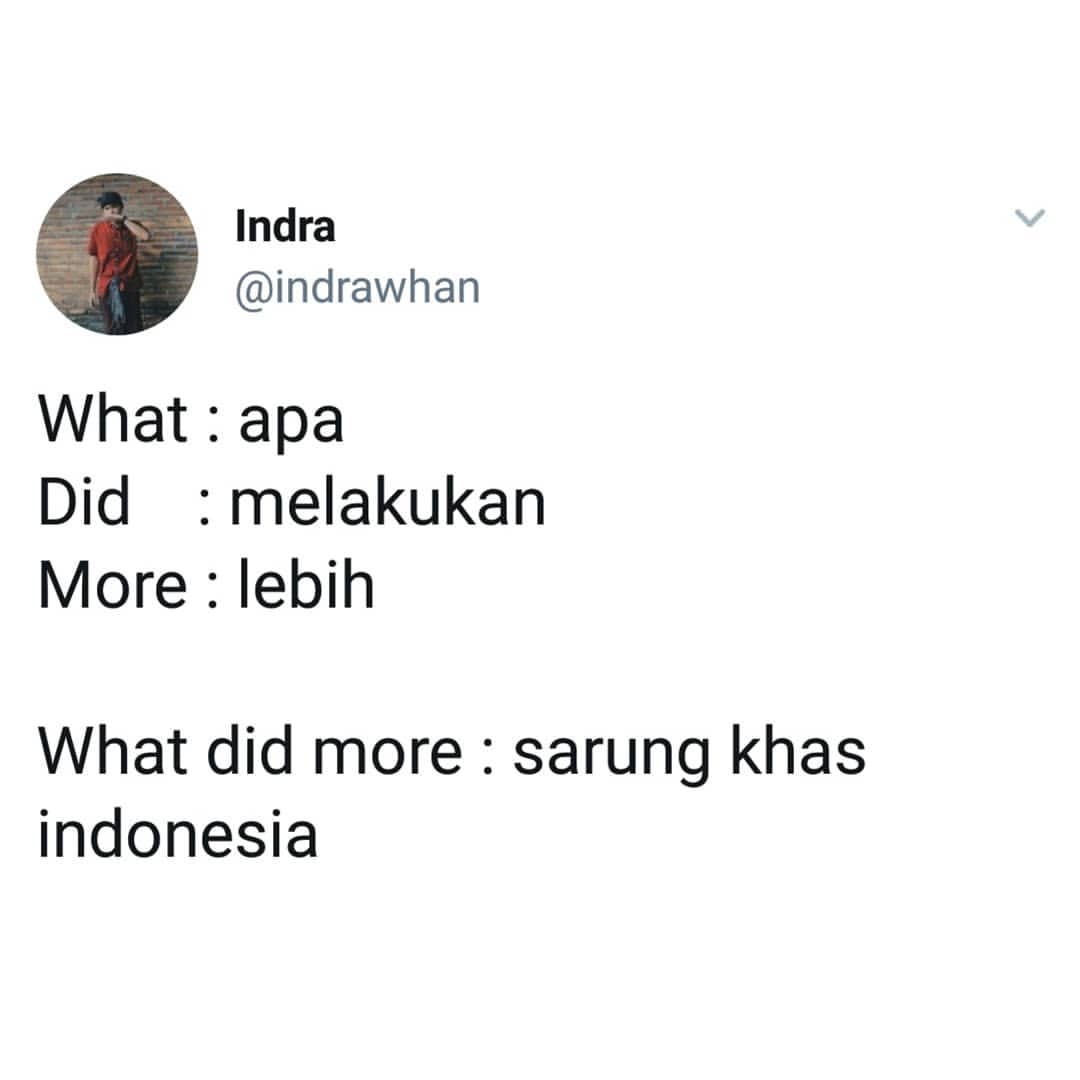 Indra
@indrawhan
What : apa
Did : melakukan
More : lebih
What did more : sarung khas
indonesia